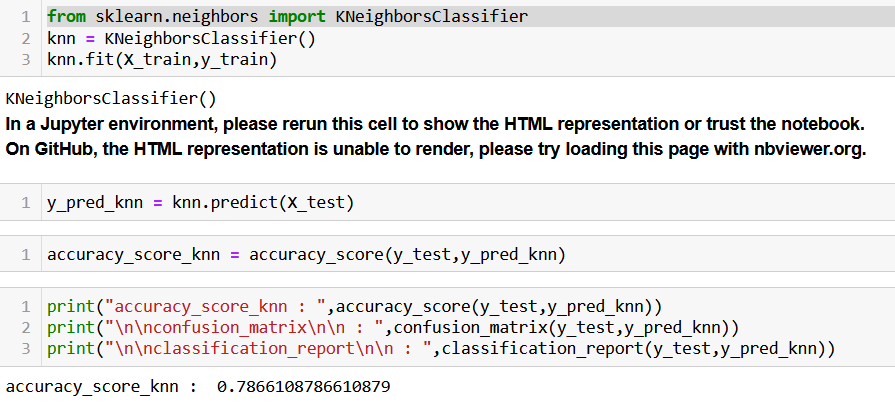 1 from sklearn.neighbors import KNeighborsClassifier
2 knn = KNeighborsClassifier()
3 knn.fit(X_train,y_train)
KNeighborsClassifier()
In a Jupyter environment, please rerun this cell to show the HTML representation or trust the notebook.
On GitHub, the HTML representation is unable to render, please try loading this page with nbviewer.org.
1 y_pred_knn = knn.predict(X_test)
1 accuracy_score_knn = accuracy_score(y_test,y_pred_knn)
1 print("accuracy_score_knn : ",accuracy_score(y_test,y_pred_knn))
2 print("\n\nconfusion_matrix\n\n : ",confusion_matrix(y_test,y_pred_knn))
3 print("\n\nclassification_report\n\n : ",classification_report(y_test,y_pred_knn))
accuracy_score_knn :  0.7866108786610879